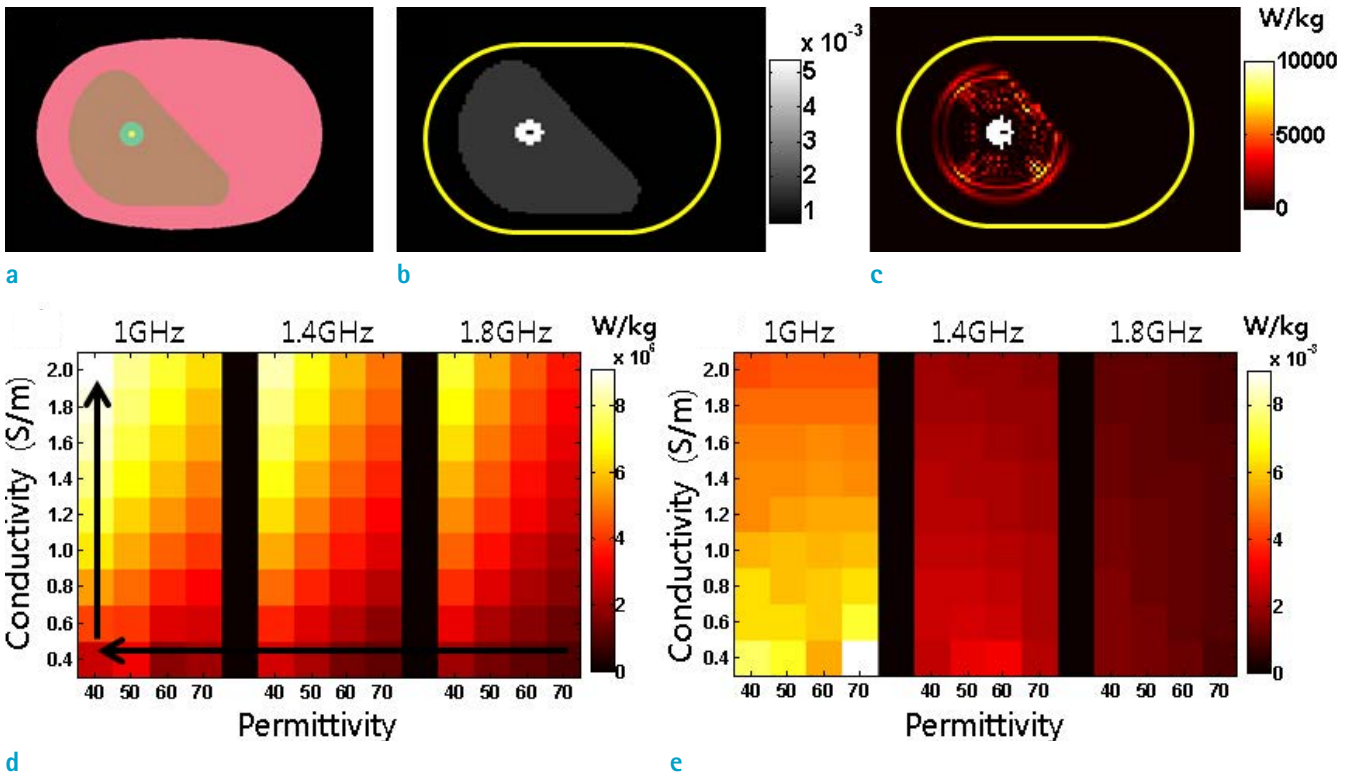 x 10⁻³
5
4
3
2
1
W/kg
10000
5000
0
a
b
c
1GHz
1.4GHz
1.8GHz
W/kg
x 10⁶
8
6
4
2
0
Conductivity (S/m)
2.0
1.8
1.6
1.4
1.2
1.0
0.8
0.6
0.4
40 50 60 70 40 50 60 70 40 50 60 70
Permittivity
d
1GHz
1.4GHz
1.8GHz
W/kg
x 10⁻³
8
6
4
2
0
Conductivity (S/m)
2.0
1.8
1.6
1.4
1.2
1.0
0.8
0.6
0.4
40 50 60 70 40 50 60 70 40 50 60 70
Permittivity
e